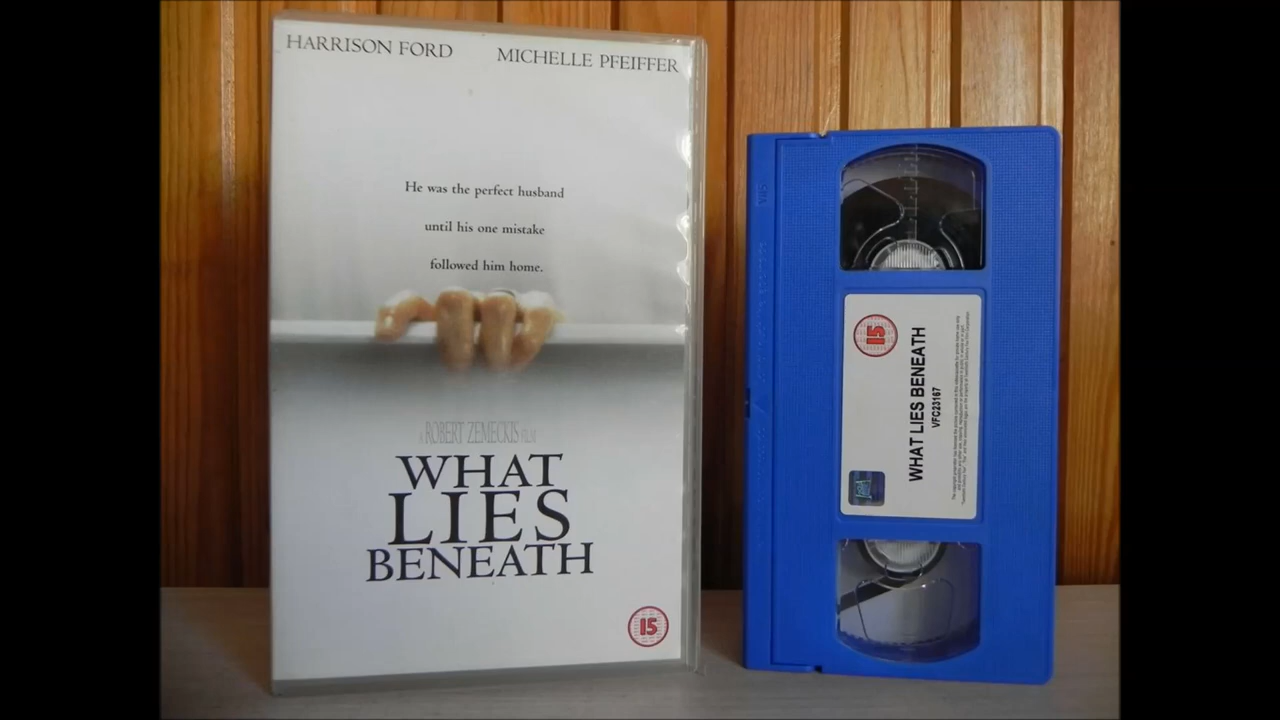 HARRISON FORD MICHELLE PFEIFFER
He was the perfect husband
until his one mistake
followed him home.
A ROBERT ZEMECKIS FILM
WHAT
LIES
BENEATH
15
15
WHAT LIES BENEATH
VFC23167
VHS